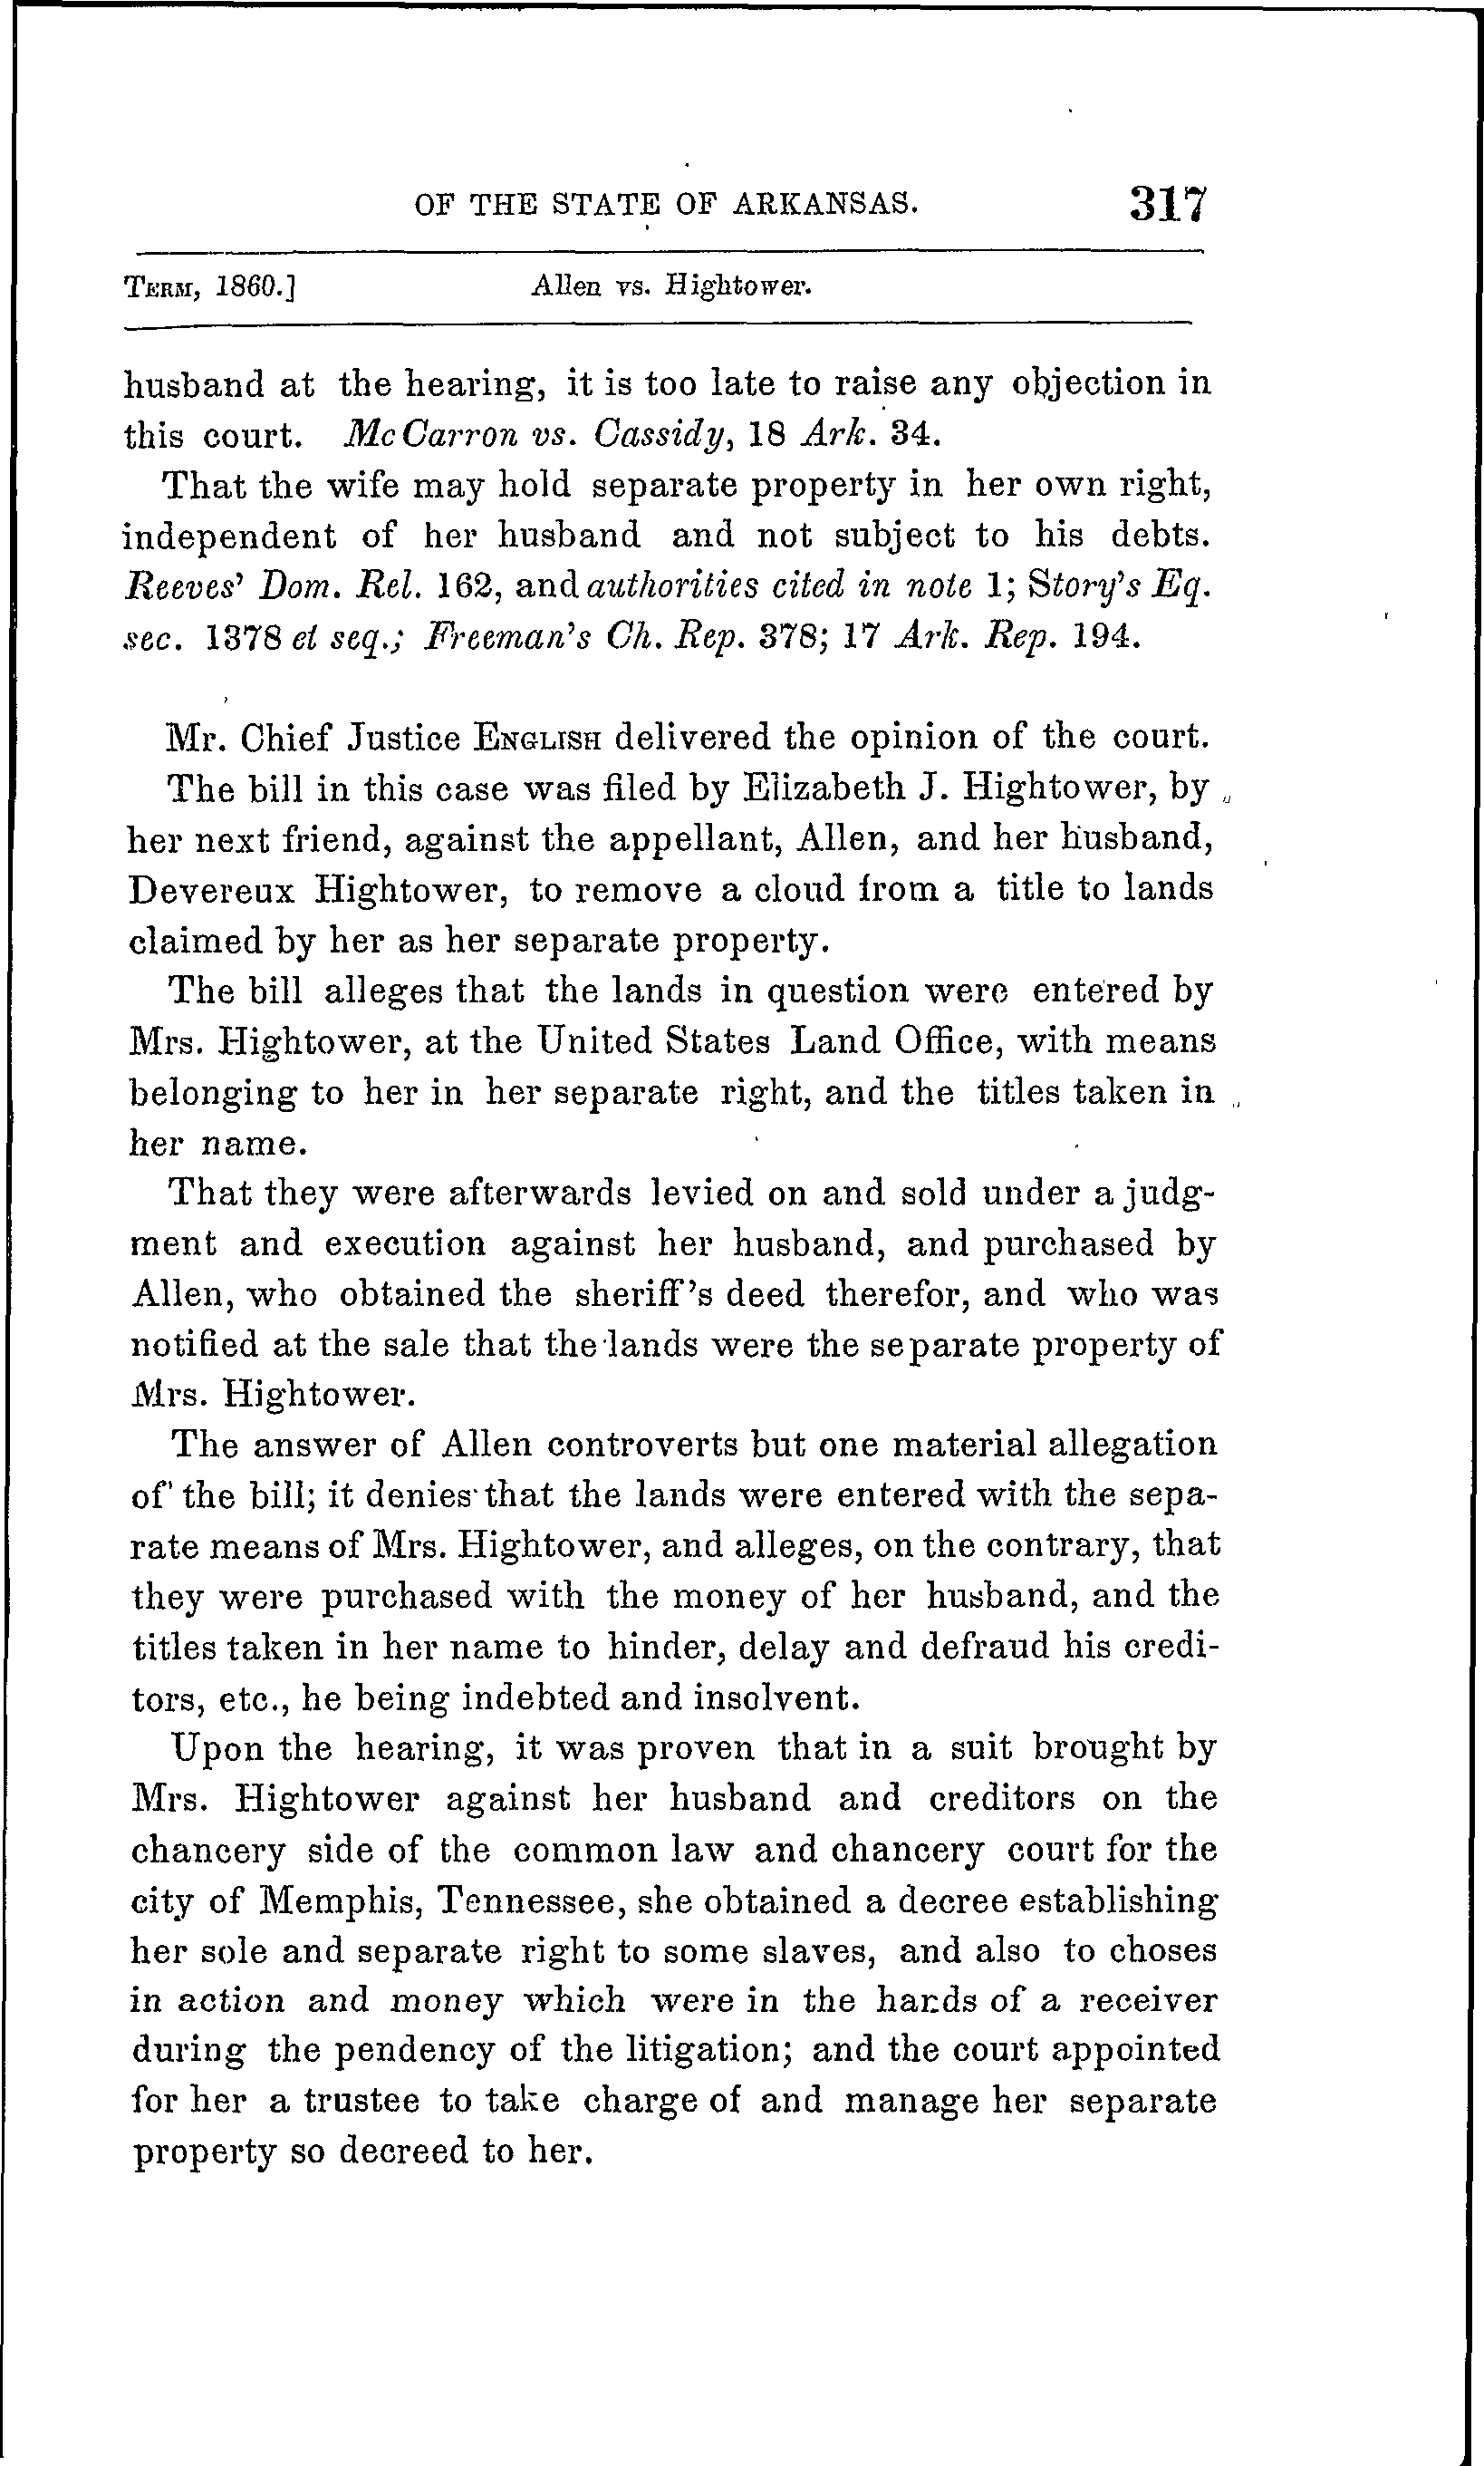 OF THE STATE OF ARKANSAS. 317
TERM, 1860.] Allen vs. Hightower.
husband at the hearing, it is too late to raise any objection in
this court. McCarron vs. Cassidy, 18 Ark. 34.
That the wife may hold separate property in her own right,
independent of her husband and not subject to his debts.
Reeves' Dom. Rel. 162, and authorities cited in note 1; Story's Eq.
sec. 1378 et seq.; Freeman's Ch. Rep. 378; 17 Ark. Rep. 194.
Mr. Chief Justice ENGLISH delivered the opinion of the court.
The bill in this case was filed by Elizabeth J. Hightower, by
her next friend, against the appellant, Allen, and her husband,
Devereux Hightower, to remove a cloud from a title to lands
claimed by her as her separate property.
The bill alleges that the lands in question were entered by
Mrs. Hightower, at the United States Land Office, with means
belonging to her in her separate right, and the titles taken in
her name.
That they were afterwards levied on and sold under a judg-
ment and execution against her husband, and purchased by
Allen, who obtained the sheriff's deed therefor, and who was
notified at the sale that the lands were the separate property of
Mrs. Hightower.
The answer of Allen controverts but one material allegation
of the bill; it denies that the lands were entered with the sepa-
rate means of Mrs. Hightower, and alleges, on the contrary, that
they were purchased with the money of her husband, and the
titles taken in her name to hinder, delay and defraud his credi-
tors, etc., he being indebted and insolvent.
Upon the hearing, it was proven that in a suit brought by
Mrs. Hightower against her husband and creditors on the
chancery side of the common law and chancery court for the
city of Memphis, Tennessee, she obtained a decree establishing
her sole and separate right to some slaves, and also to choses
in action and money which were in the hands of a receiver
during the pendency of the litigation; and the court appointed
for her a trustee to take charge of and manage her separate
property so decreed to her.